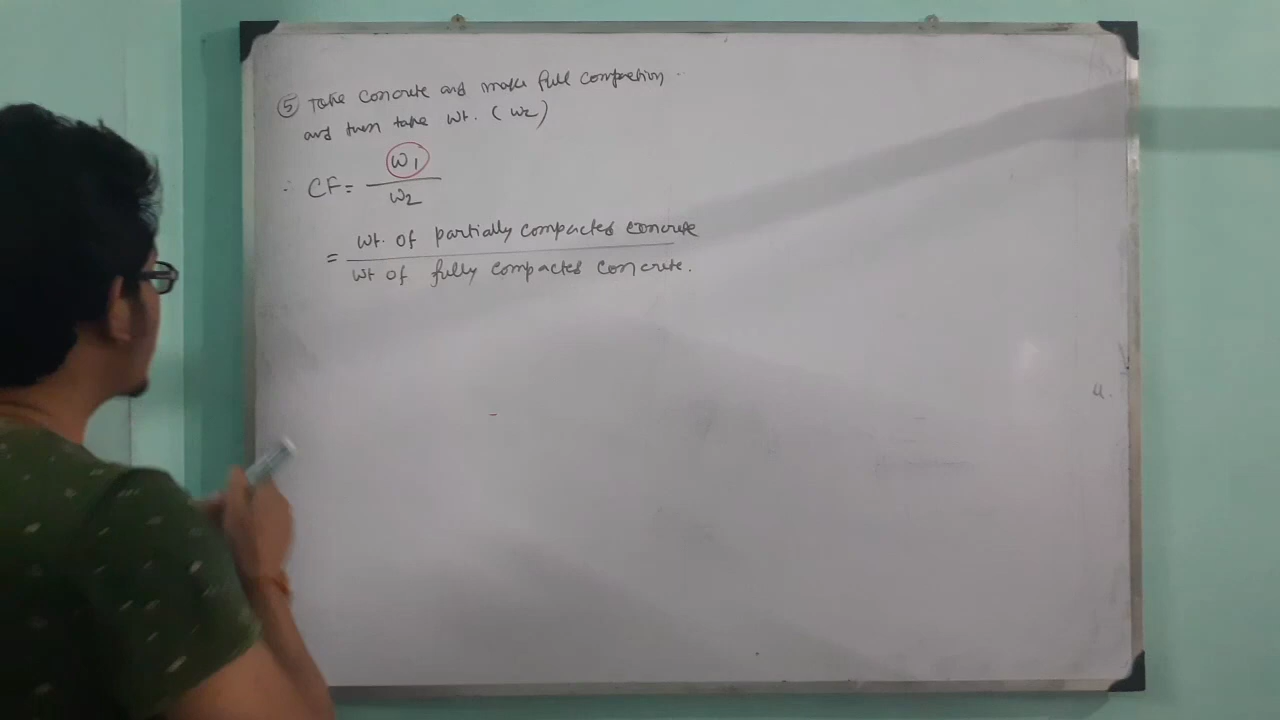 ⑤ Take concrete and make full compaction.
and then take wt. (w2)
∴ CF = w1 / w2
= wt. of partially compacted concrete / wt of fully compacted concrete.
u.